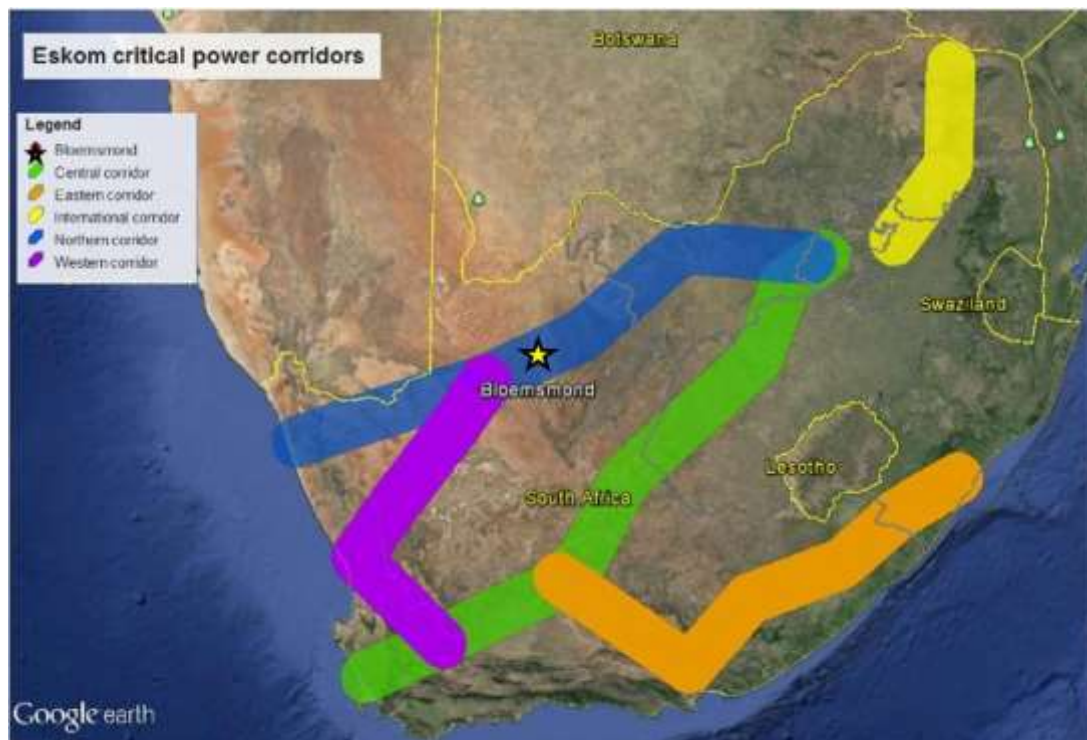 Botswana
Eskom critical power corridors
Legend
Bloemsmond
Central corridor
Eastern corridor
International corridor
Northern corridor
Western corridor
Swaziland
Bloemsmond
Lesotho
South Africa
Google earth